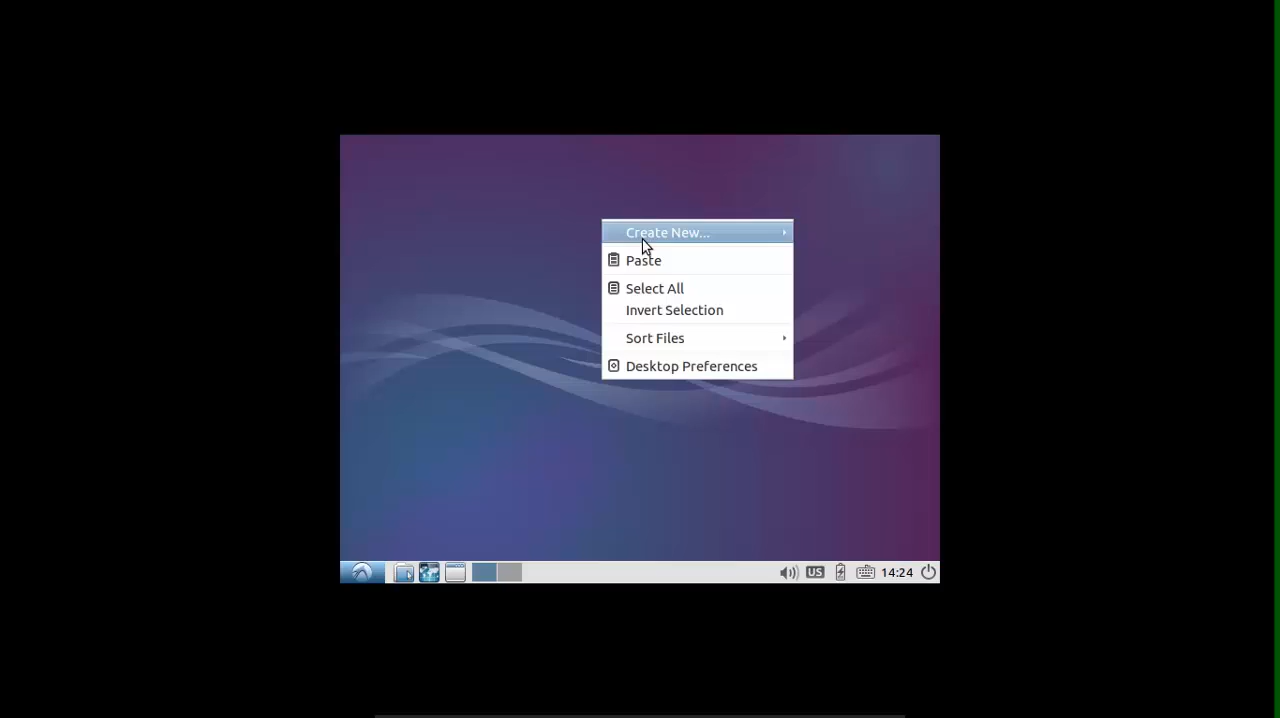 Create New...
Paste
Select All
Invert Selection
Sort Files
Desktop Preferences
US
14:24